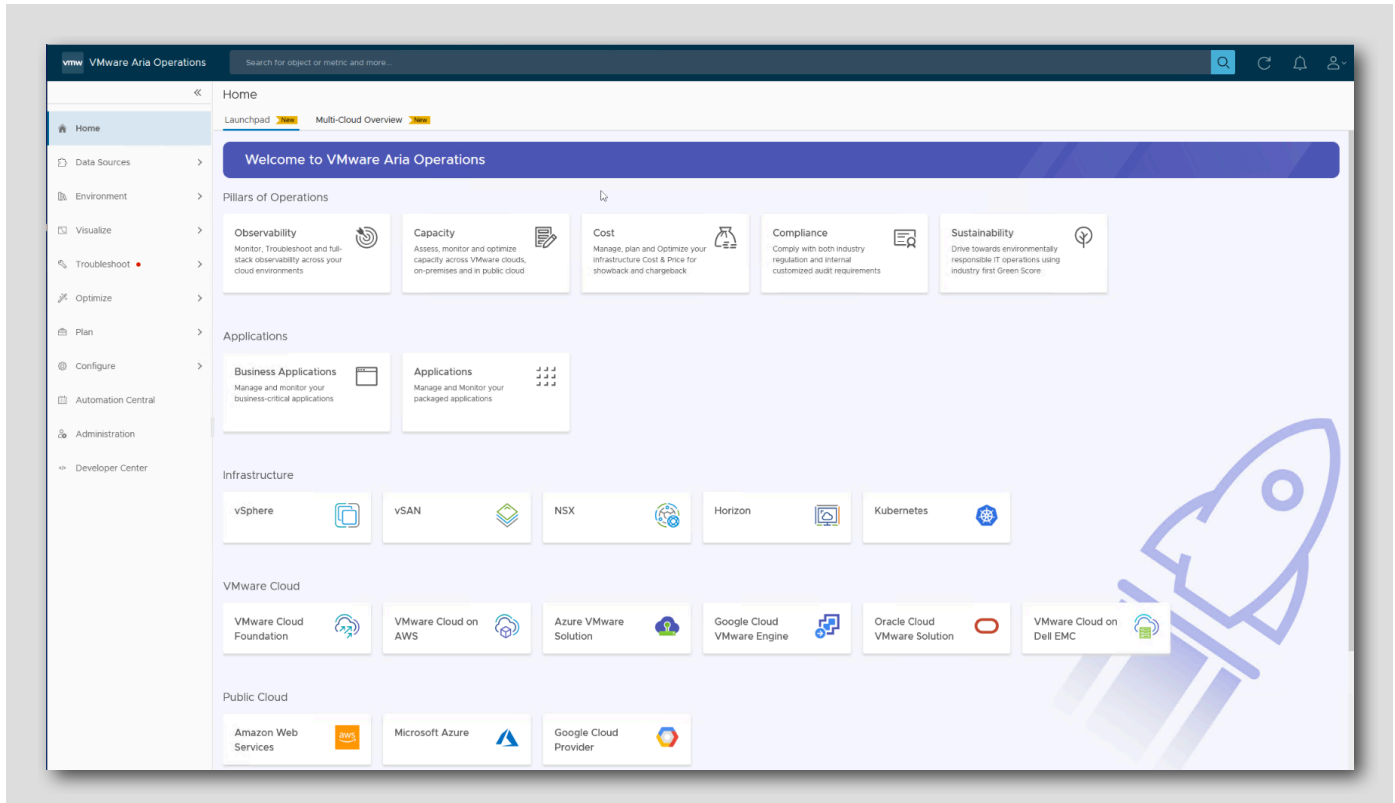 vmw VMware Aria Operations
Search for object or metric and more...
Home
Launchpad New Multi-Cloud Overview New
Home
Data Sources
Environment
Visualize
Troubleshoot
Optimize
Plan
Configure
Automation Central
Administration
Developer Center
Welcome to VMware Aria Operations
Pillars of Operations
Observability
Monitor, Troubleshoot and full-
stack observability across your
cloud environments
Capacity
Assess, monitor and optimize
capacity across VMware clouds,
on-premises and in public cloud
Cost
Manage, plan and Optimize your
Infrastructure Cost & Price for
showback and chargeback
Compliance
Comply with both industry
regulation and internal
customized audit requirements
Sustainability
Drive towards environmentally
responsible IT operations using
industry first Green Score
Applications
Business Applications
Manage and monitor your
business-critical applications
Applications
Manage and Monitor your
packaged applications
Infrastructure
vSphere
vSAN
NSX
Horizon
Kubernetes
VMware Cloud
VMware Cloud
Foundation
VMware Cloud on
AWS
Azure VMware
Solution
Google Cloud
VMware Engine
Oracle Cloud
VMware Solution
VMware Cloud on
Dell EMC
Public Cloud
Amazon Web
Services
aws
Microsoft Azure
Google Cloud
Provider